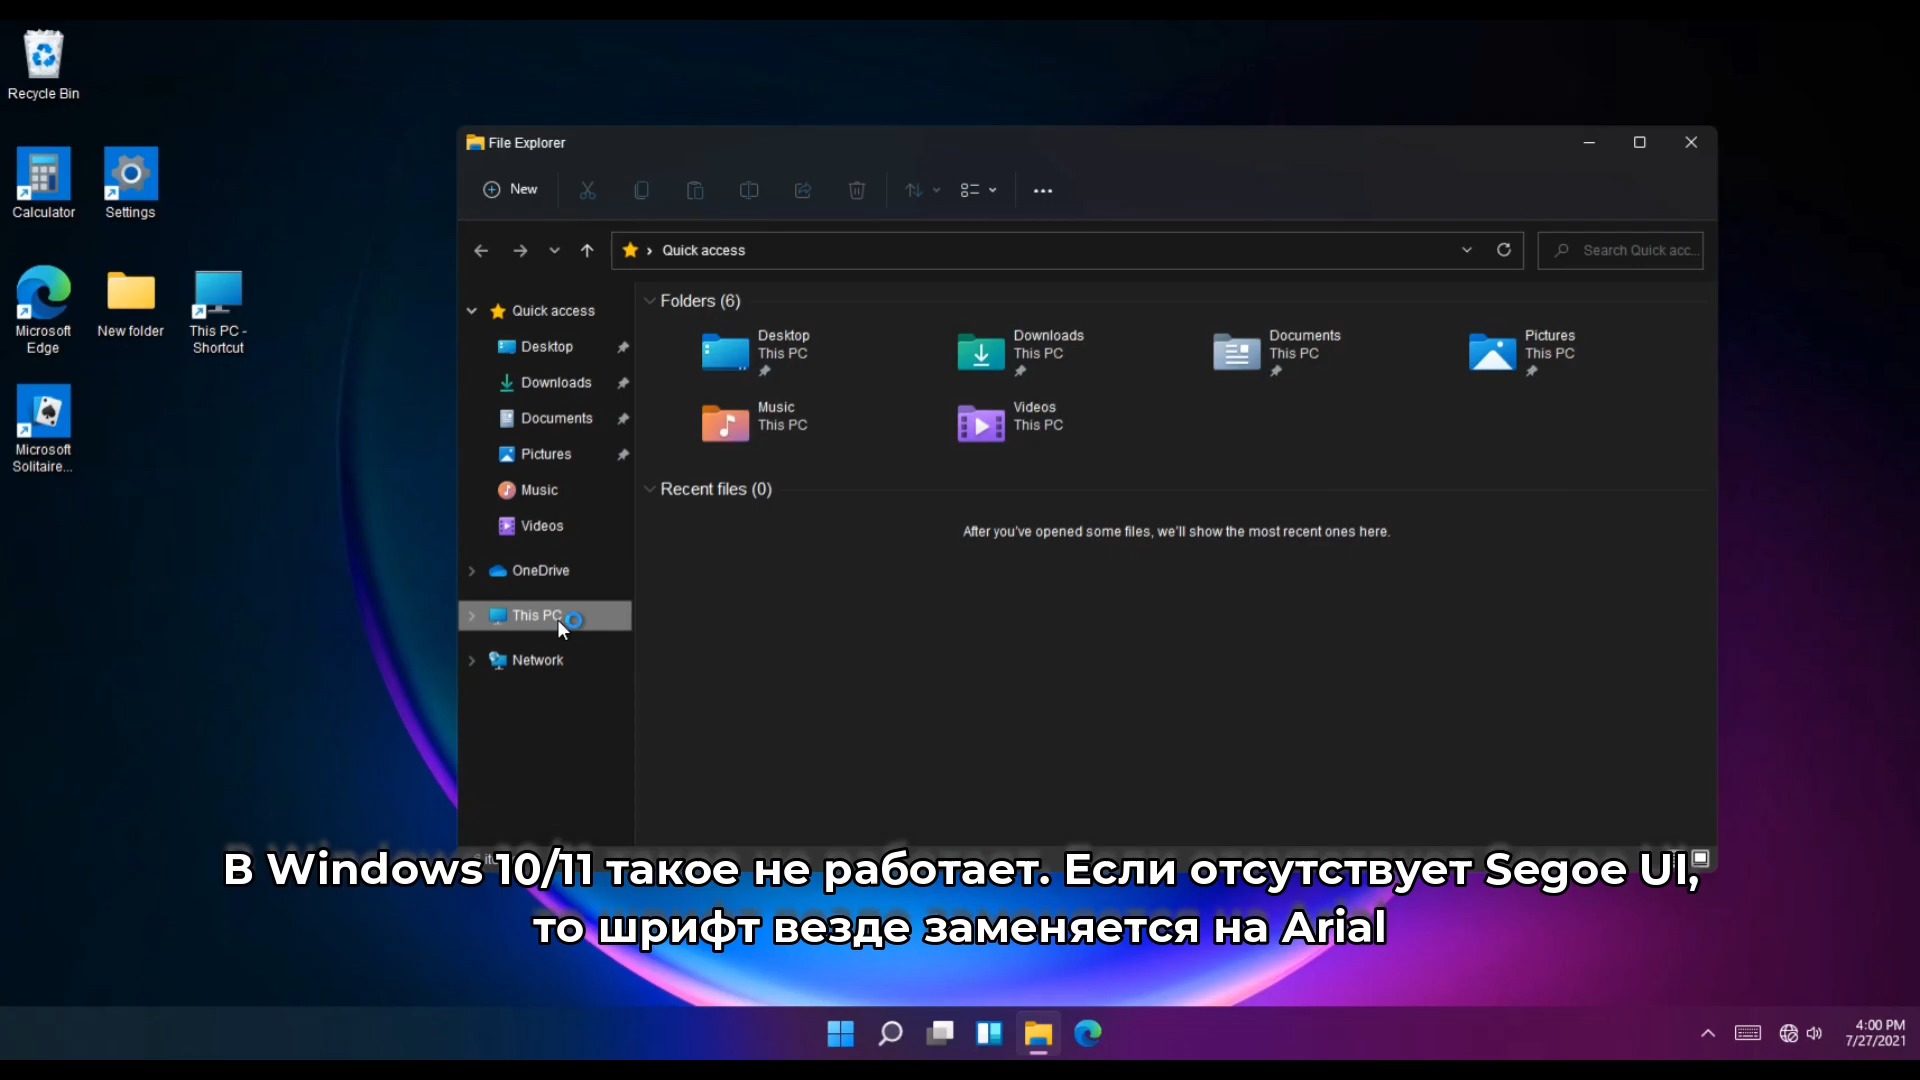 Recycle Bin
Calculator
Settings
Microsoft
Edge
New folder
This PC -
Shortcut
Microsoft
Solitaire...
File Explorer
New
Quick access
Search Quick acc...
Quick access
Desktop
Downloads
Documents
Pictures
Music
Videos
OneDrive
This PC
Network
Folders (6)
Desktop
This PC
Downloads
This PC
Documents
This PC
Pictures
This PC
Music
This PC
Videos
This PC
Recent files (0)
After you've opened some files, we'll show the most recent ones here.
В Windows 10/11 такое не работает. Если отсутствует Segoe UI,
то шрифт везде заменяется на Arial
4:00 PM
7/27/2021